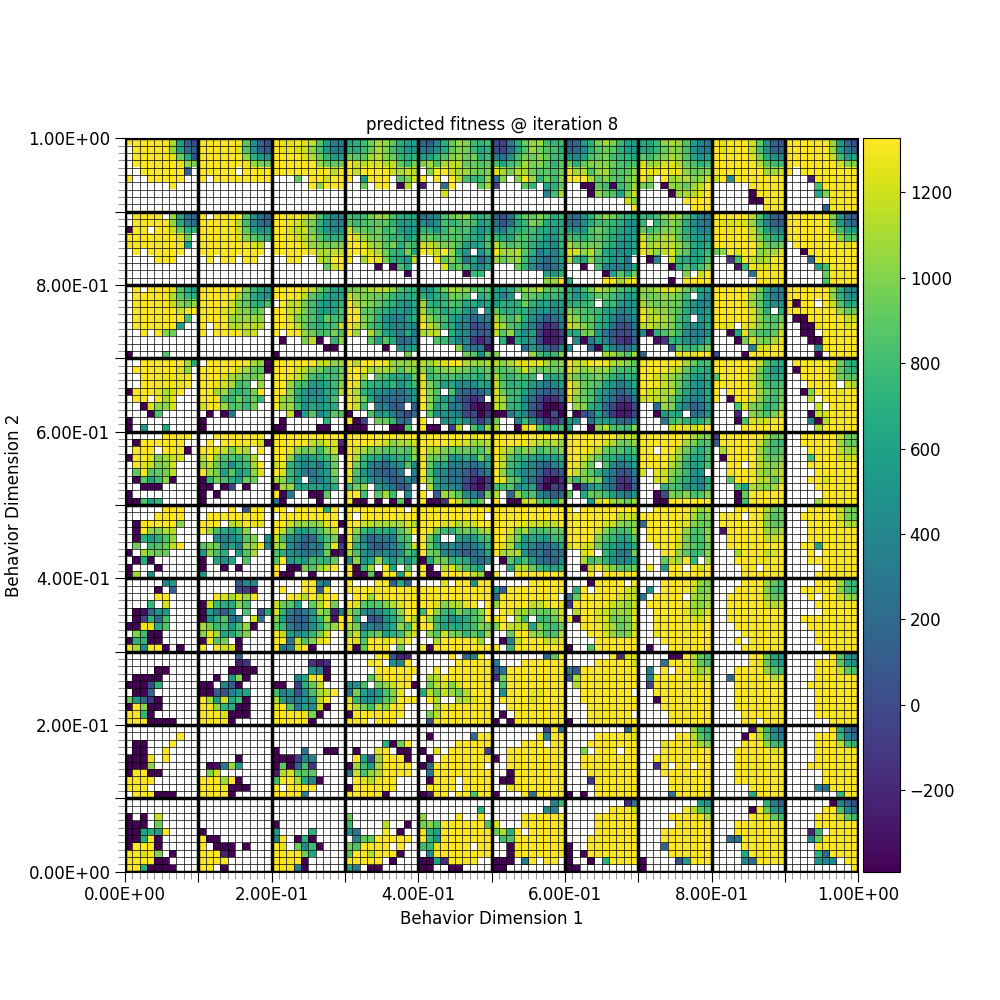 predicted fitness @ iteration 8
1.00E+00
8.00E-01
6.00E-01
4.00E-01
2.00E-01
0.00E+00
Behavior Dimension 2
0.00E+00 2.00E-01 4.00E-01 6.00E-01 8.00E-01 1.00E+00
Behavior Dimension 1
1200
1000
800
600
400
200
0
−200